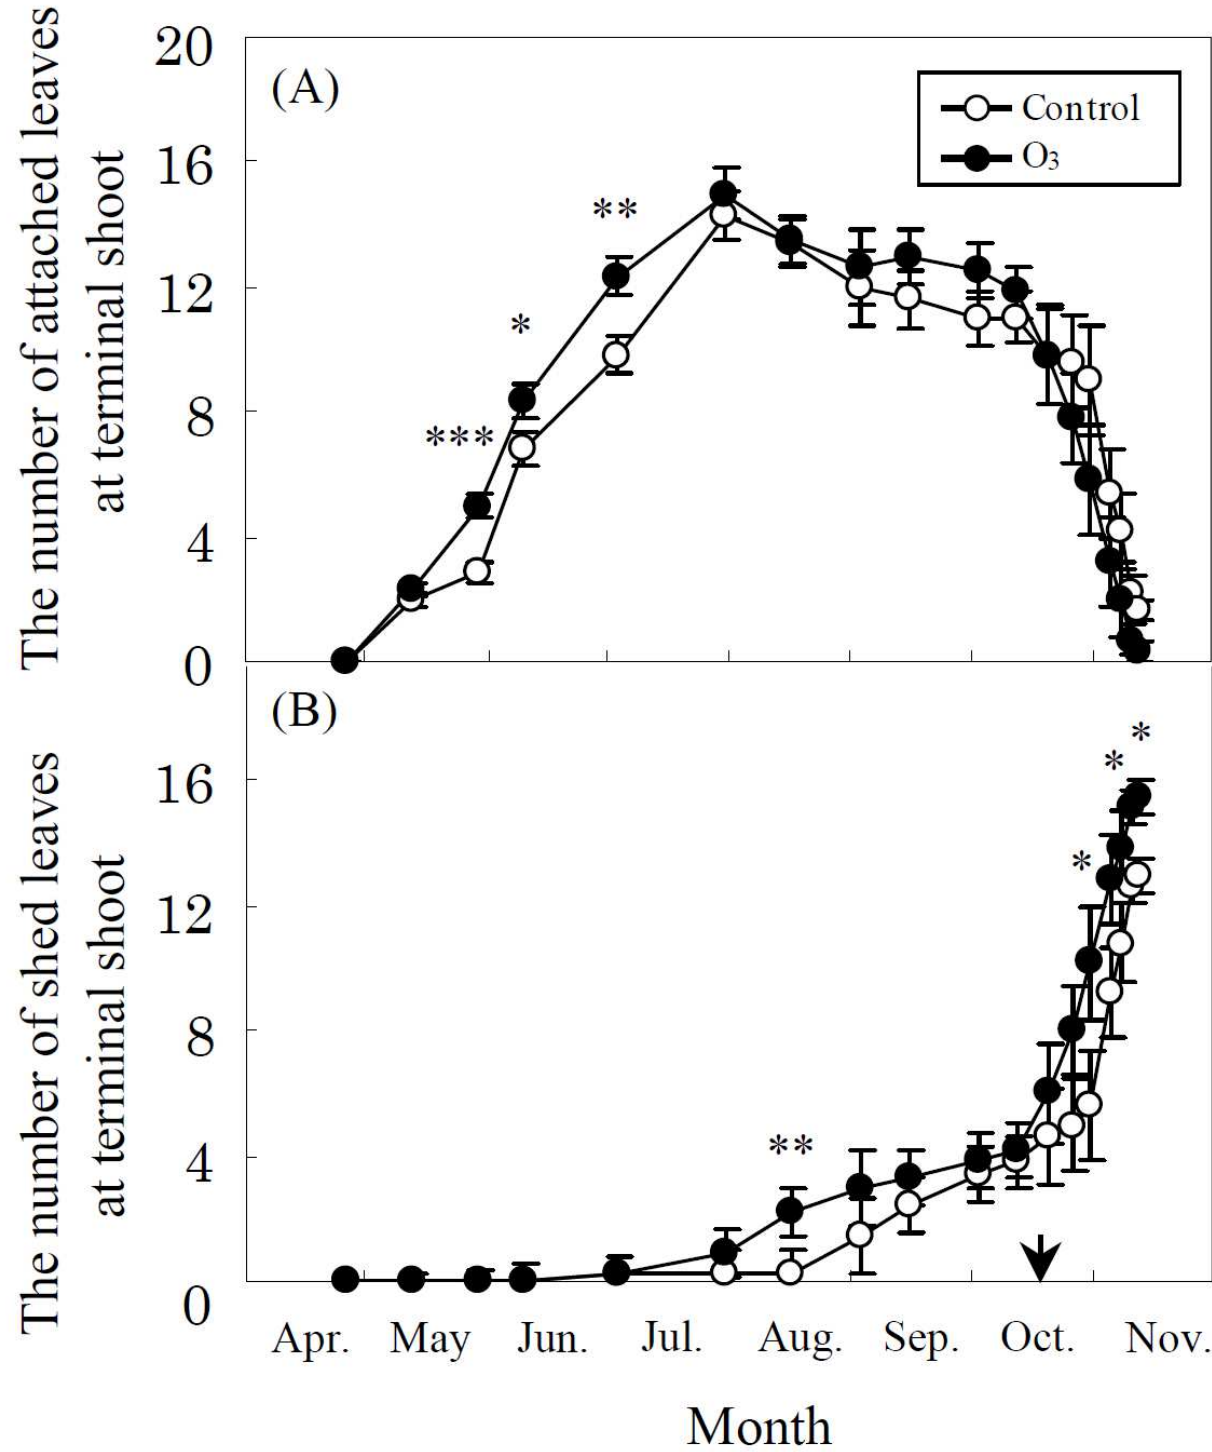 The number of attached leaves
at terminal shoot
20
16
12
8
4
0
(A)
Control
O₃
***
*
**
The number of shed leaves
at terminal shoot
16
12
8
4
0
(B)
**
*
*
*
Apr. May Jun. Jul. Aug. Sep. Oct. Nov.
Month